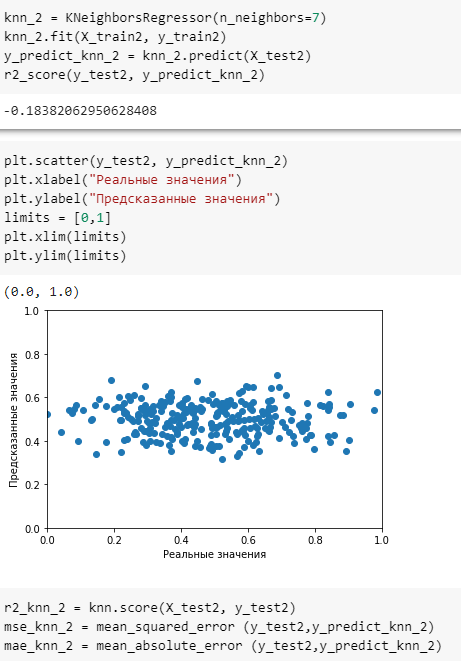 knn_2 = KNeighborsRegressor(n_neighbors=7)
knn_2.fit(X_train2, y_train2)
y_predict_knn_2 = knn_2.predict(X_test2)
r2_score(y_test2, y_predict_knn_2)
-0.18382062950628408
plt.scatter(y_test2, y_predict_knn_2)
plt.xlabel("Реальные значения")
plt.ylabel("Предсказанные значения")
limits = [0,1]
plt.xlim(limits)
plt.ylim(limits)
(0.0, 1.0)
1.0
0.8
0.6
0.4
0.2
0.0
Предсказанные значения
0.0 0.2 0.4 0.6 0.8 1.0
Реальные значения
r2_knn_2 = knn.score(X_test2, y_test2)
mse_knn_2 = mean_squared_error (y_test2,y_predict_knn_2)
mae_knn_2 = mean_absolute_error (y_test2,y_predict_knn_2)